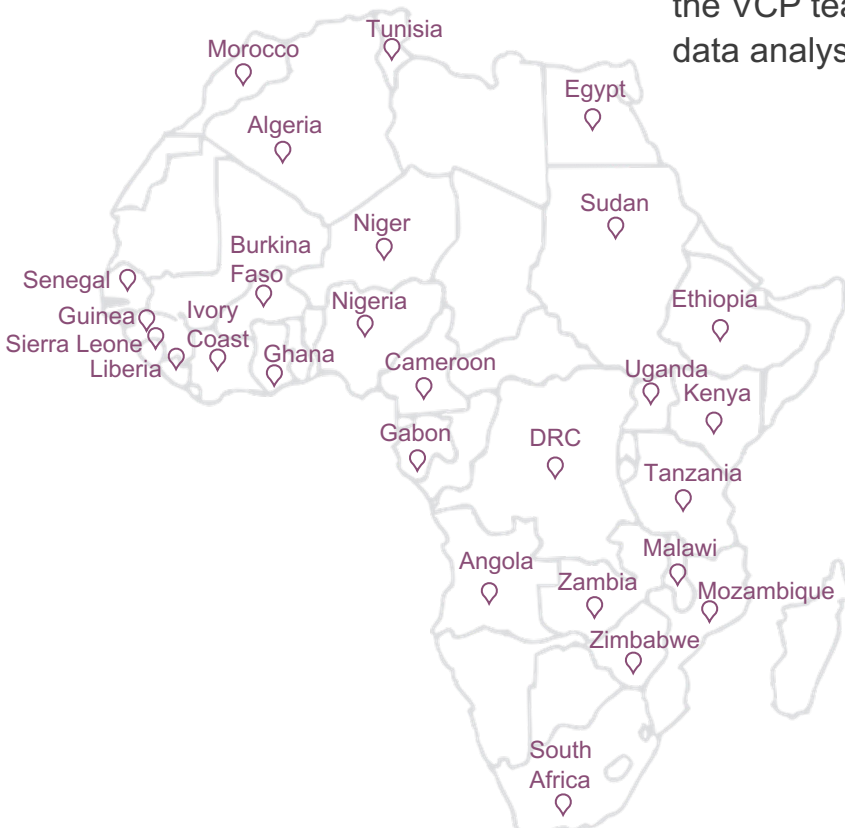 the VCP tea
data analys
Tunisia
Morocco
Egypt
Algeria
Sudan
Niger
Burkina
Faso
Senegal
Nigeria
Ethiopia
Guinea
Ivory
Coast
Sierra Leone
Liberia
Ghana
Cameroon
Uganda
Kenya
Gabon
DRC
Tanzania
Malawi
Angola
Zambia
Mozambique
Zimbabwe
South
Africa